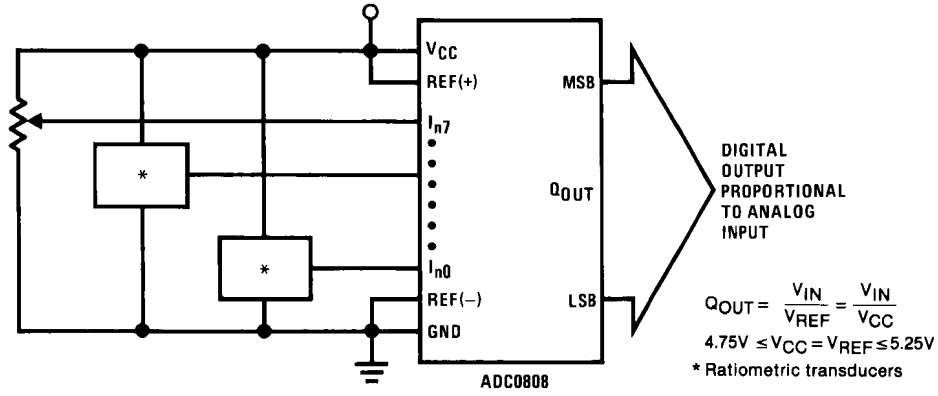 VCC
REF(+)
In7
*
*
In0
REF(−)
GND
MSB
QOUT
LSB
ADC0808
DIGITAL
OUTPUT
PROPORTIONAL
TO ANALOG
INPUT
QOUT = VIN/VREF = VIN/VCC
4.75V ≤ VCC = VREF ≤ 5.25V
* Ratiometric transducers